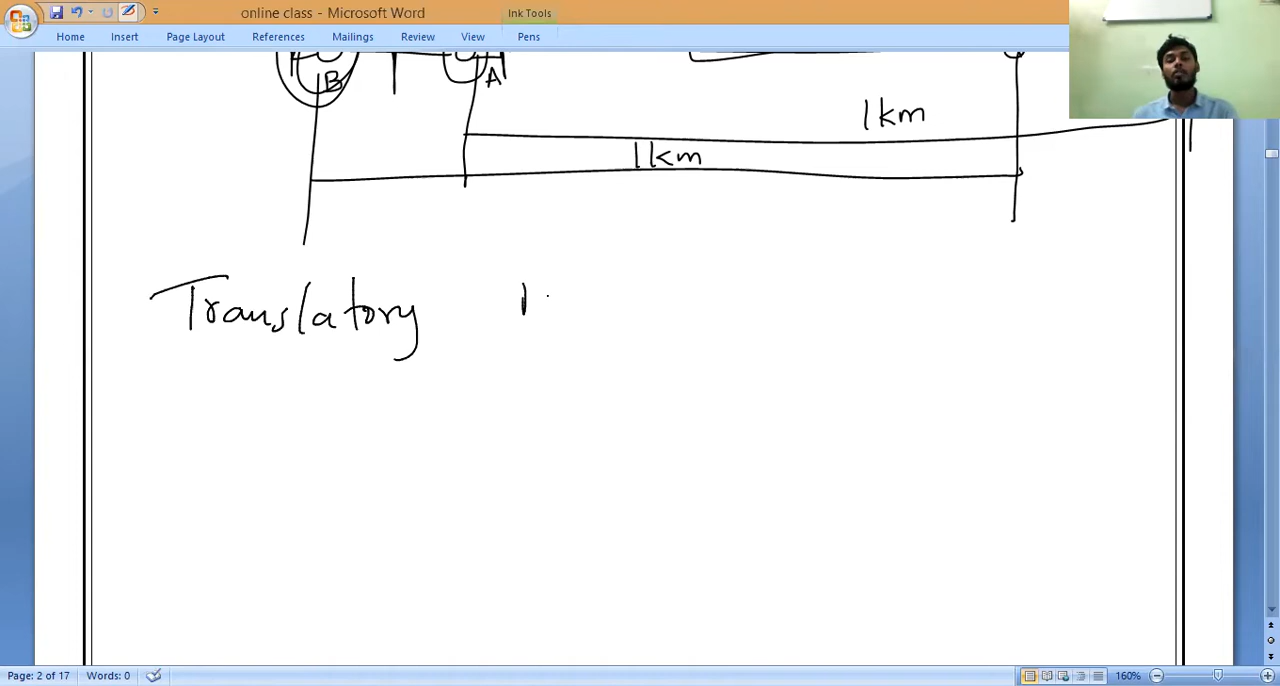 online class - Microsoft Word
Ink Tools
Home Insert Page Layout References Mailings Review View Pens
B A
1km
1km
Translatory
Page: 2 of 17 Words: 0 160%